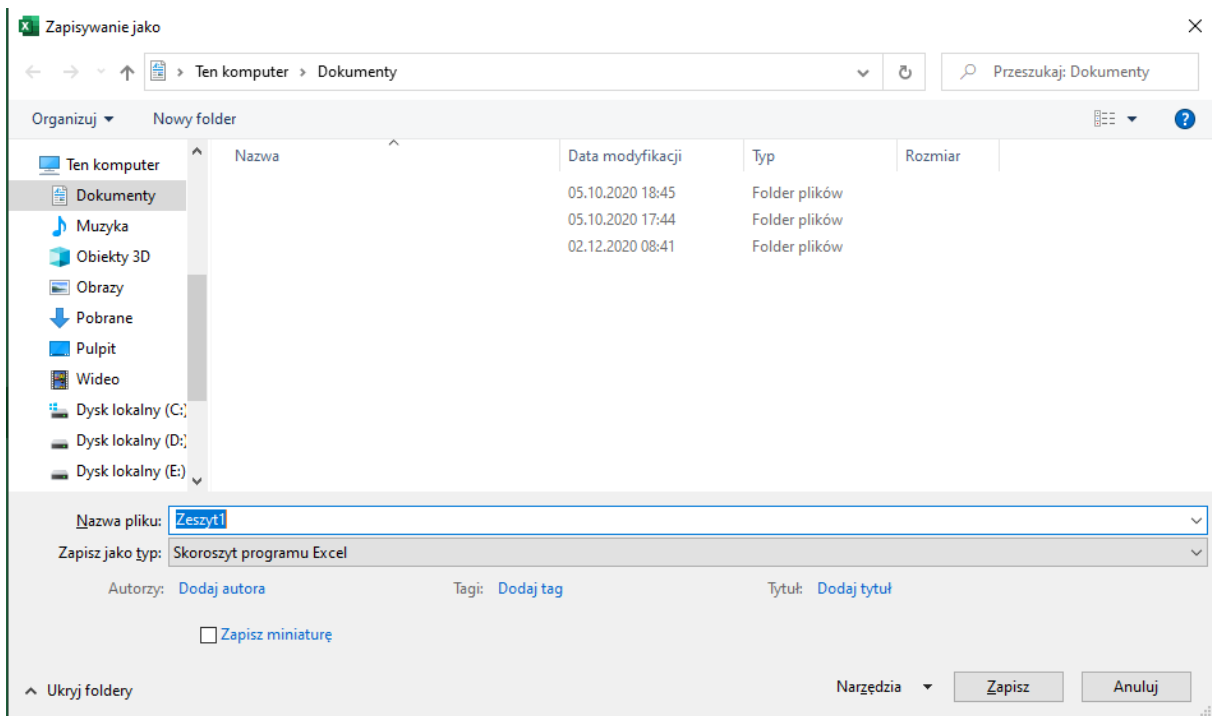 Zapisywanie jako
Ten komputer > Dokumenty
Przeszukaj: Dokumenty
Organizuj Nowy folder
Nazwa Data modyfikacji Typ Rozmiar
05.10.2020 18:45 Folder plików
05.10.2020 17:44 Folder plików
02.12.2020 08:41 Folder plików
Ten komputer
Dokumenty
Muzyka
Obiekty 3D
Obrazy
Pobrane
Pulpit
Wideo
Dysk lokalny (C:)
Dysk lokalny (D:)
Dysk lokalny (E:)
Nazwa pliku: Zeszyt1
Zapisz jako typ: Skoroszyt programu Excel
Autorzy: Dodaj autora Tagi: Dodaj tag Tytuł: Dodaj tytuł
Zapisz miniaturę
Ukryj foldery Narzędzia Zapisz Anuluj